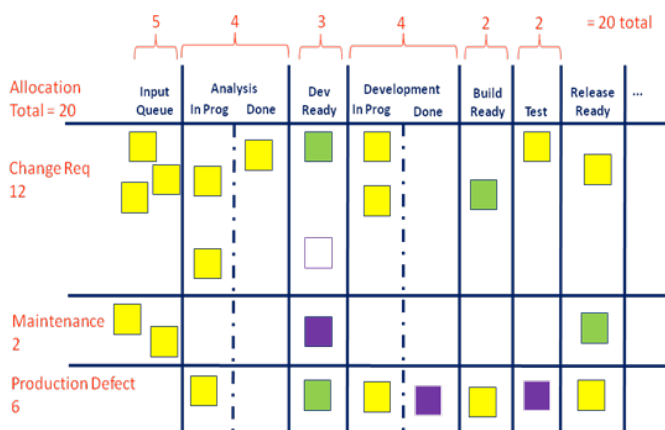 5 4 3 4 2 2 = 20 total
Allocation
Total = 20
Input
Queue
Analysis
In Prog Done
Dev
Ready
Development
In Prog Done
Build
Ready
Test
Release
Ready
...
Change Req
12
Maintenance
2
Production Defect
6